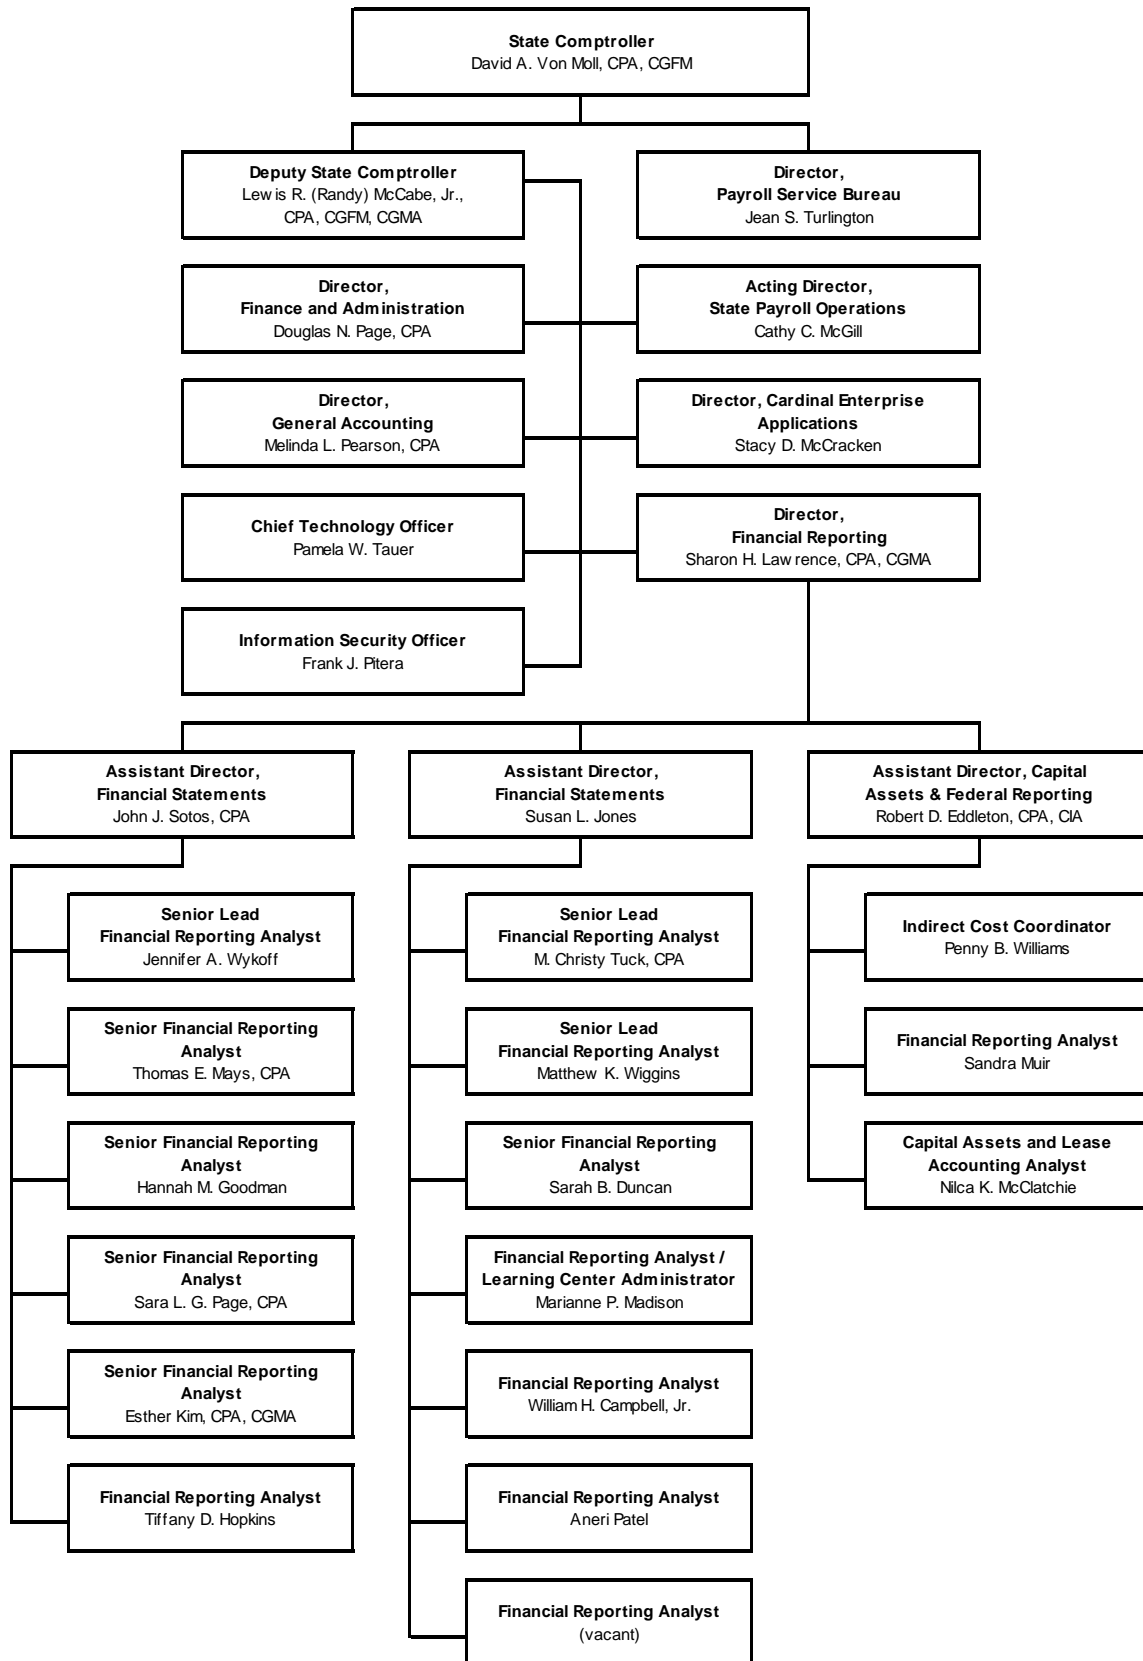 State Comptroller
David A. Von Moll, CPA, CGFM
Deputy State Comptroller
Lewis R. (Randy) McCabe, Jr.,
CPA, CGFM, CGMA
Director,
Payroll Service Bureau
Jean S. Turlington
Director,
Finance and Administration
Douglas N. Page, CPA
Acting Director,
State Payroll Operations
Cathy C. McGill
Director,
General Accounting
Melinda L. Pearson, CPA
Director, Cardinal Enterprise
Applications
Stacy D. McCracken
Chief Technology Officer
Pamela W. Tauer
Director,
Financial Reporting
Sharon H. Lawrence, CPA, CGMA
Information Security Officer
Frank J. Pitera
Assistant Director,
Financial Statements
John J. Sotos, CPA
Assistant Director,
Financial Statements
Susan L. Jones
Assistant Director, Capital
Assets & Federal Reporting
Robert D. Eddleton, CPA, CIA
Senior Lead
Financial Reporting Analyst
Jennifer A. Wykoff
Senior Financial Reporting
Analyst
Thomas E. Mays, CPA
Senior Financial Reporting
Analyst
Hannah M. Goodman
Senior Financial Reporting
Analyst
Sara L. G. Page, CPA
Senior Financial Reporting
Analyst
Esther Kim, CPA, CGMA
Financial Reporting Analyst
Tiffany D. Hopkins
Senior Lead
Financial Reporting Analyst
M. Christy Tuck, CPA
Senior Lead
Financial Reporting Analyst
Matthew K. Wiggins
Senior Financial Reporting
Analyst
Sarah B. Duncan
Financial Reporting Analyst /
Learning Center Administrator
Marianne P. Madison
Financial Reporting Analyst
William H. Campbell, Jr.
Financial Reporting Analyst
Aneri Patel
Financial Reporting Analyst
(vacant)
Indirect Cost Coordinator
Penny B. Williams
Financial Reporting Analyst
Sandra Muir
Capital Assets and Lease
Accounting Analyst
Nilca K. McClatchie